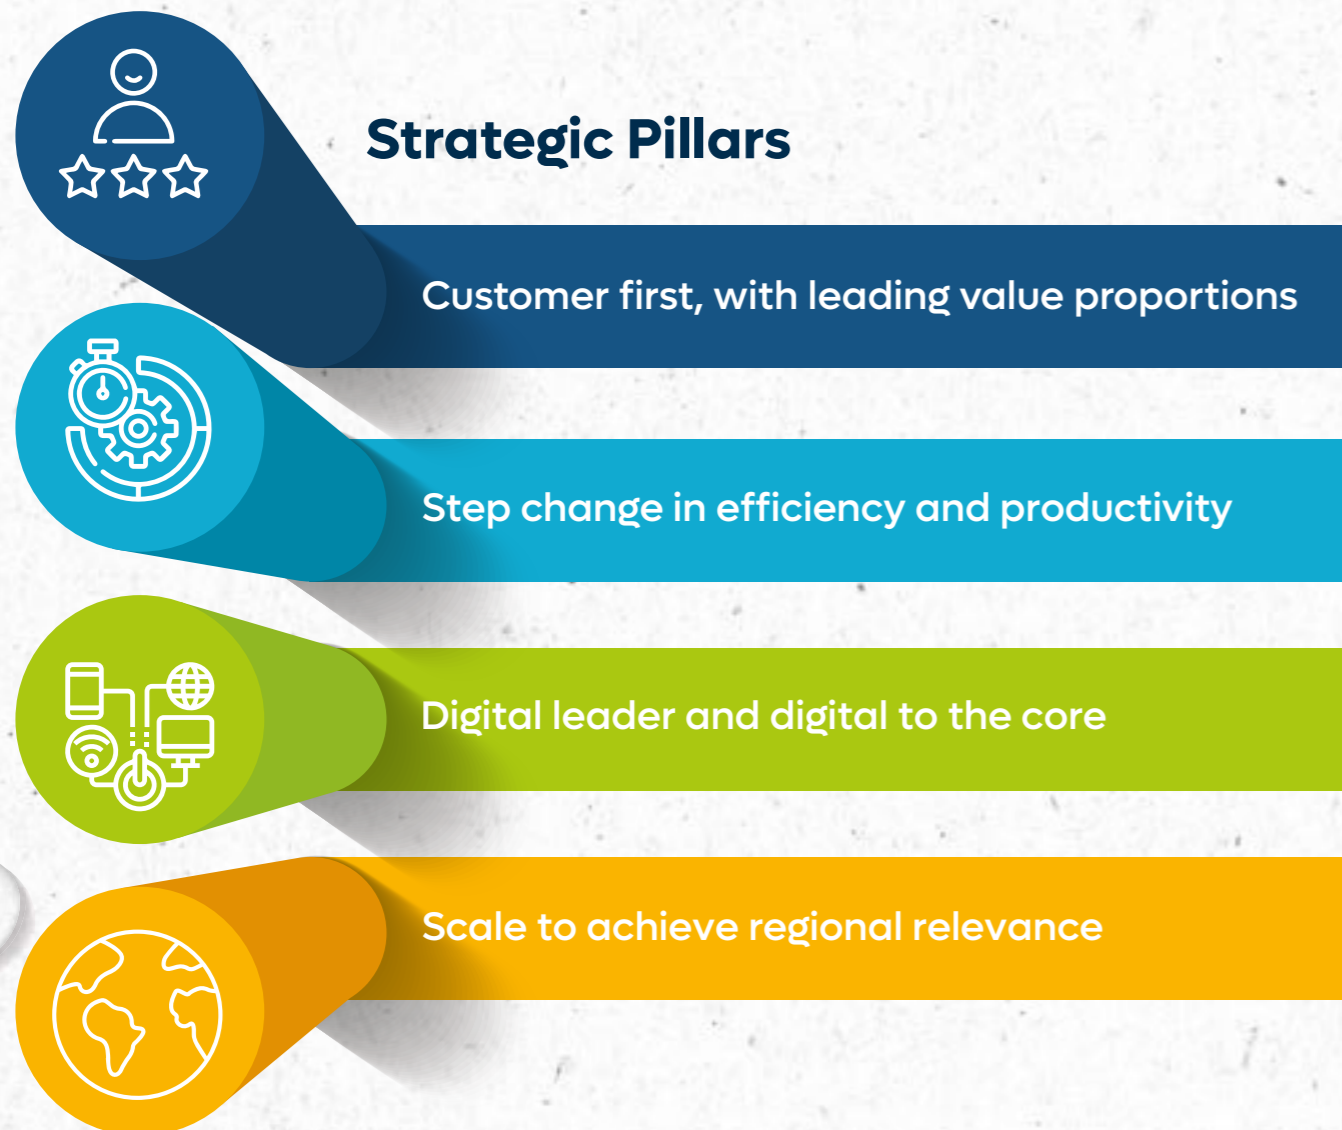 Strategic Pillars
Customer first, with leading value proportions
Step change in efficiency and productivity
Digital leader and digital to the core
Scale to achieve regional relevance